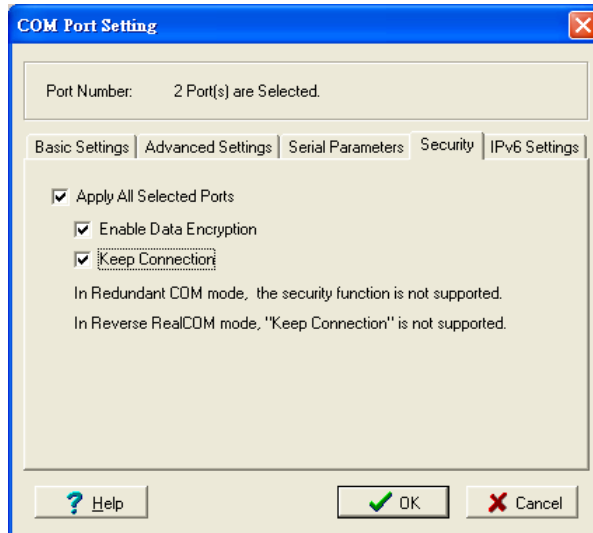 COM Port Setting
Port Number: 2 Port(s) are Selected.
Basic Settings Advanced Settings Serial Parameters Security IPv6 Settings
Apply All Selected Ports
Enable Data Encryption
Keep Connection
In Redundant COM mode, the security function is not supported.
In Reverse RealCOM mode, "Keep Connection" is not supported.
? Help OK Cancel